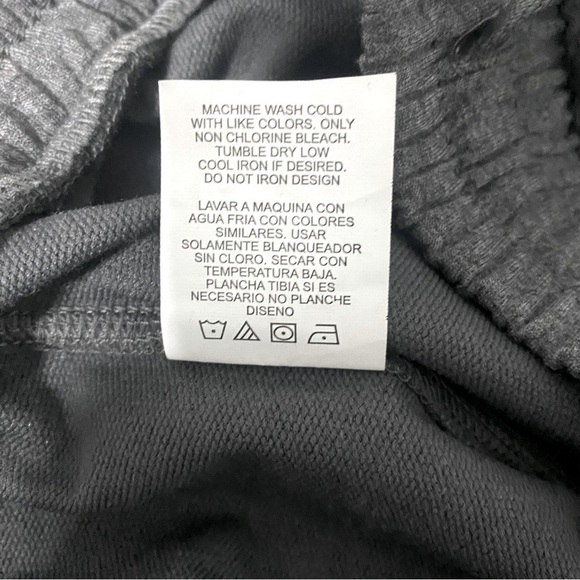 MACHINE WASH COLD
WITH LIKE COLORS. ONLY
NON CHLORINE BLEACH.
TUMBLE DRY LOW
COOL IRON IF DESIRED.
DO NOT IRON DESIGN
LAVAR A MAQUINA CON
AGUA FRIA CON COLORES
SIMILARES. USAR
SOLAMENTE BLANQUEADOR
SIN CLORO. SECAR CON
TEMPERATURA BAJA.
PLANCHA TIBIA SI ES
NECESARIO NO PLANCHE
DISENO